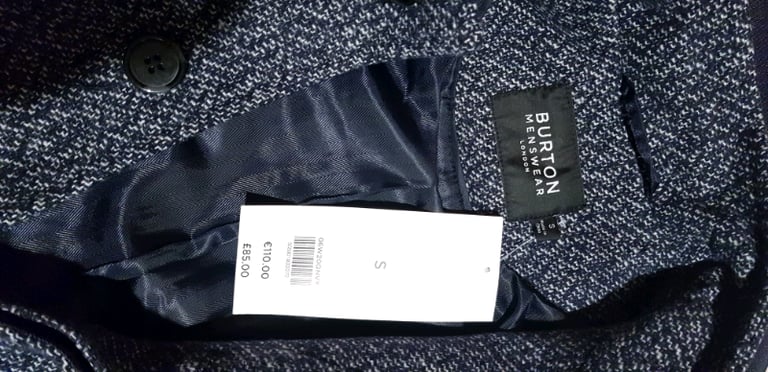 BURTON
MENSWEAR
LONDON
S
S
€110.00
£85.00